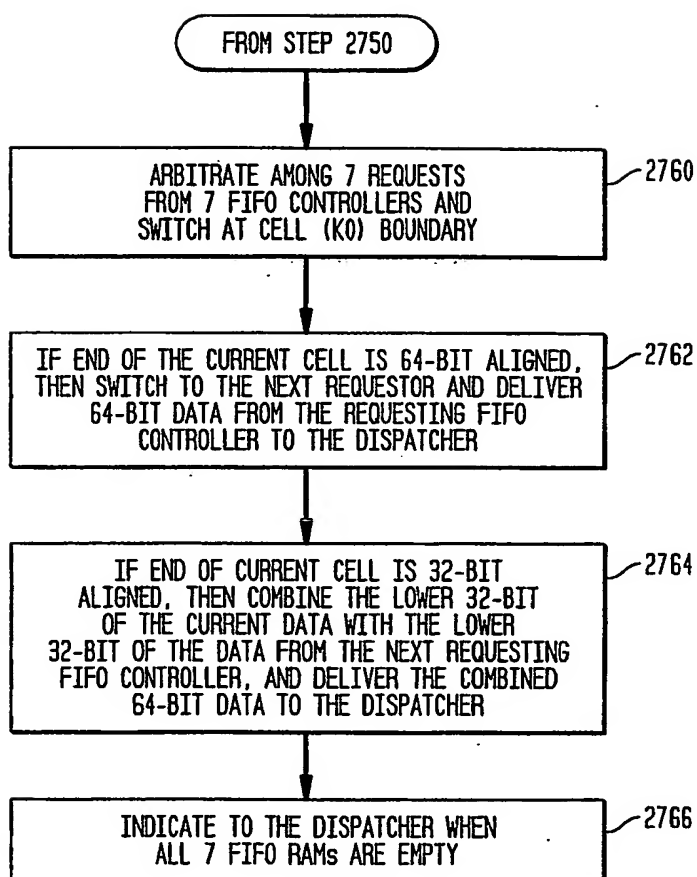 FROM STEP 2750
ARBITRATE AMONG 7 REQUESTS
FROM 7 FIFO CONTROLLERS AND
SWITCH AT CELL (K0) BOUNDARY
2760
IF END OF THE CURRENT CELL IS 64-BIT ALIGNED,
THEN SWITCH TO THE NEXT REQUESTOR AND DELIVER
64-BIT DATA FROM THE REQUESTING FIFO
CONTROLLER TO THE DISPATCHER
2762
IF END OF CURRENT CELL IS 32-BIT
ALIGNED, THEN COMBINE THE LOWER 32-BIT
OF THE CURRENT DATA WITH THE LOWER
32-BIT OF THE DATA FROM THE NEXT REQUESTING
FIFO CONTROLLER, AND DELIVER THE COMBINED
64-BIT DATA TO THE DISPATCHER
2764
INDICATE TO THE DISPATCHER WHEN
ALL 7 FIFO RAMs ARE EMPTY
2766